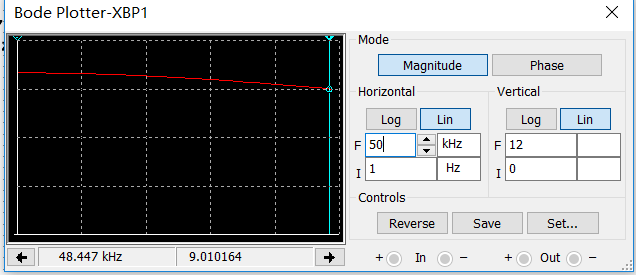 Bode Plotter-XBP1
Mode
Magnitude Phase
Horizontal Vertical
Log Lin Log Lin
F 50 kHz F 12
I 1 Hz I 0
Controls
Reverse Save Set...
48.447 kHz 9.010164 + In − + Out −